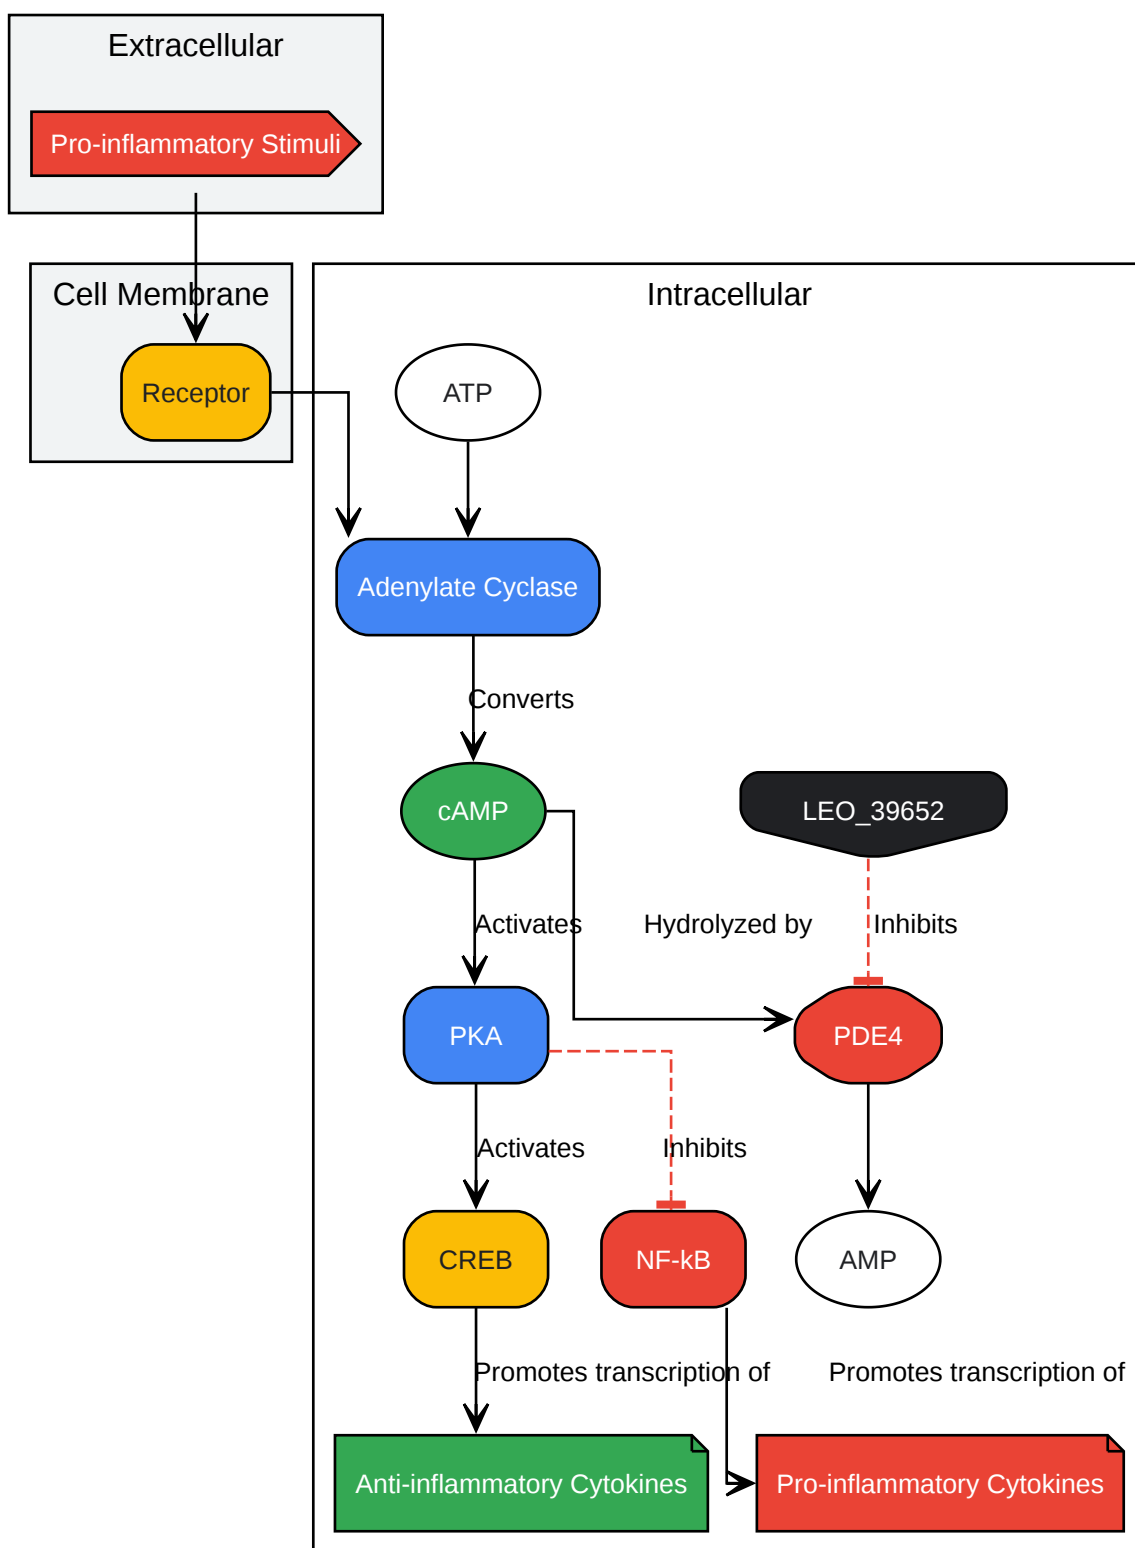 Extracellular
Pro-inflammatory Stimuli
Cell Membrane
Intracellular
Receptor
ATP
Adenylate Cyclase
Converts
cAMP
LEO_39652
Activates
Hydrolyzed by
Inhibits
PKA
PDE4
Activates
Inhibits
CREB
NF-kB
AMP
Promotes transcription of
Promotes transcription of
Anti-inflammatory Cytokines
Pro-inflammatory Cytokines